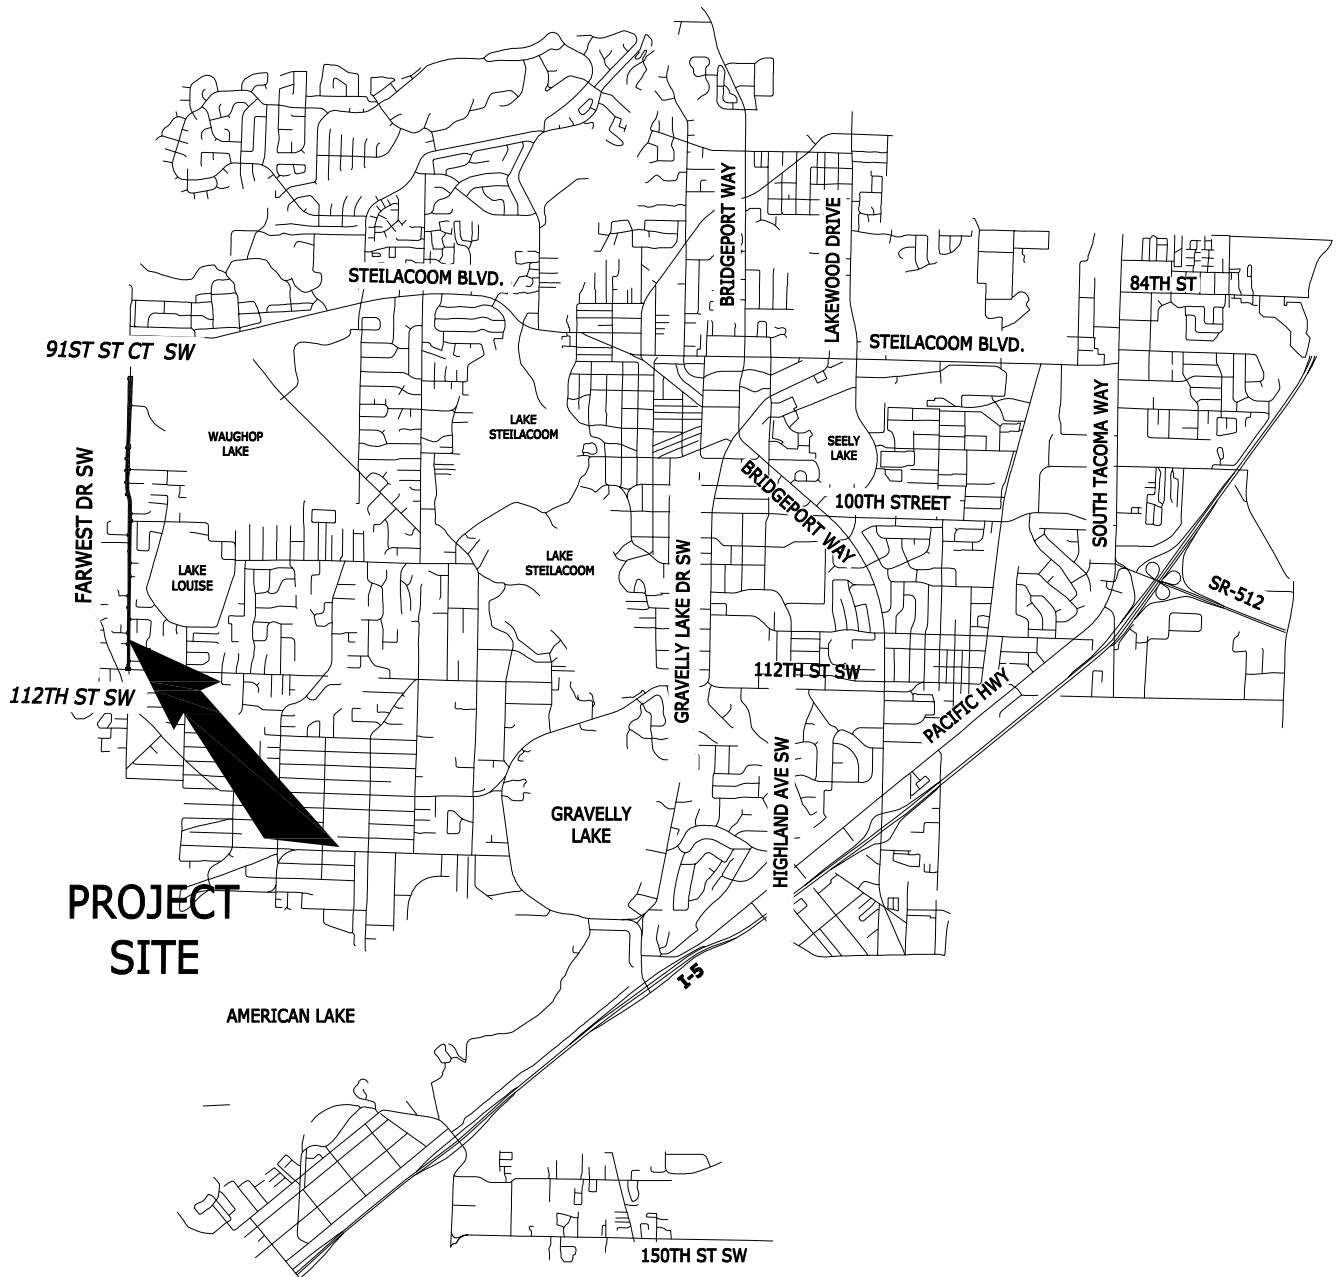 BRIDGEPORT WAY
LAKEWOOD DRIVE
STEILACOOM BLVD.
84TH ST
STEILACOOM BLVD.
91ST ST CT SW
SOUTH TACOMA WAY
LAKE
STEILACOOM
WAUGHOP
LAKE
SEELY
LAKE
FARWEST DR SW
BRIDGEPORT WAY
100TH STREET
GRAVELLY LAKE DR SW
LAKE
STEILACOOM
LAKE
LOUISE
SR-512
112TH ST SW
112TH ST SW
PACIFIC HWY
HIGHLAND AVE SW
GRAVELLY
LAKE
PROJECT
SITE
I-5
AMERICAN LAKE
150TH ST SW